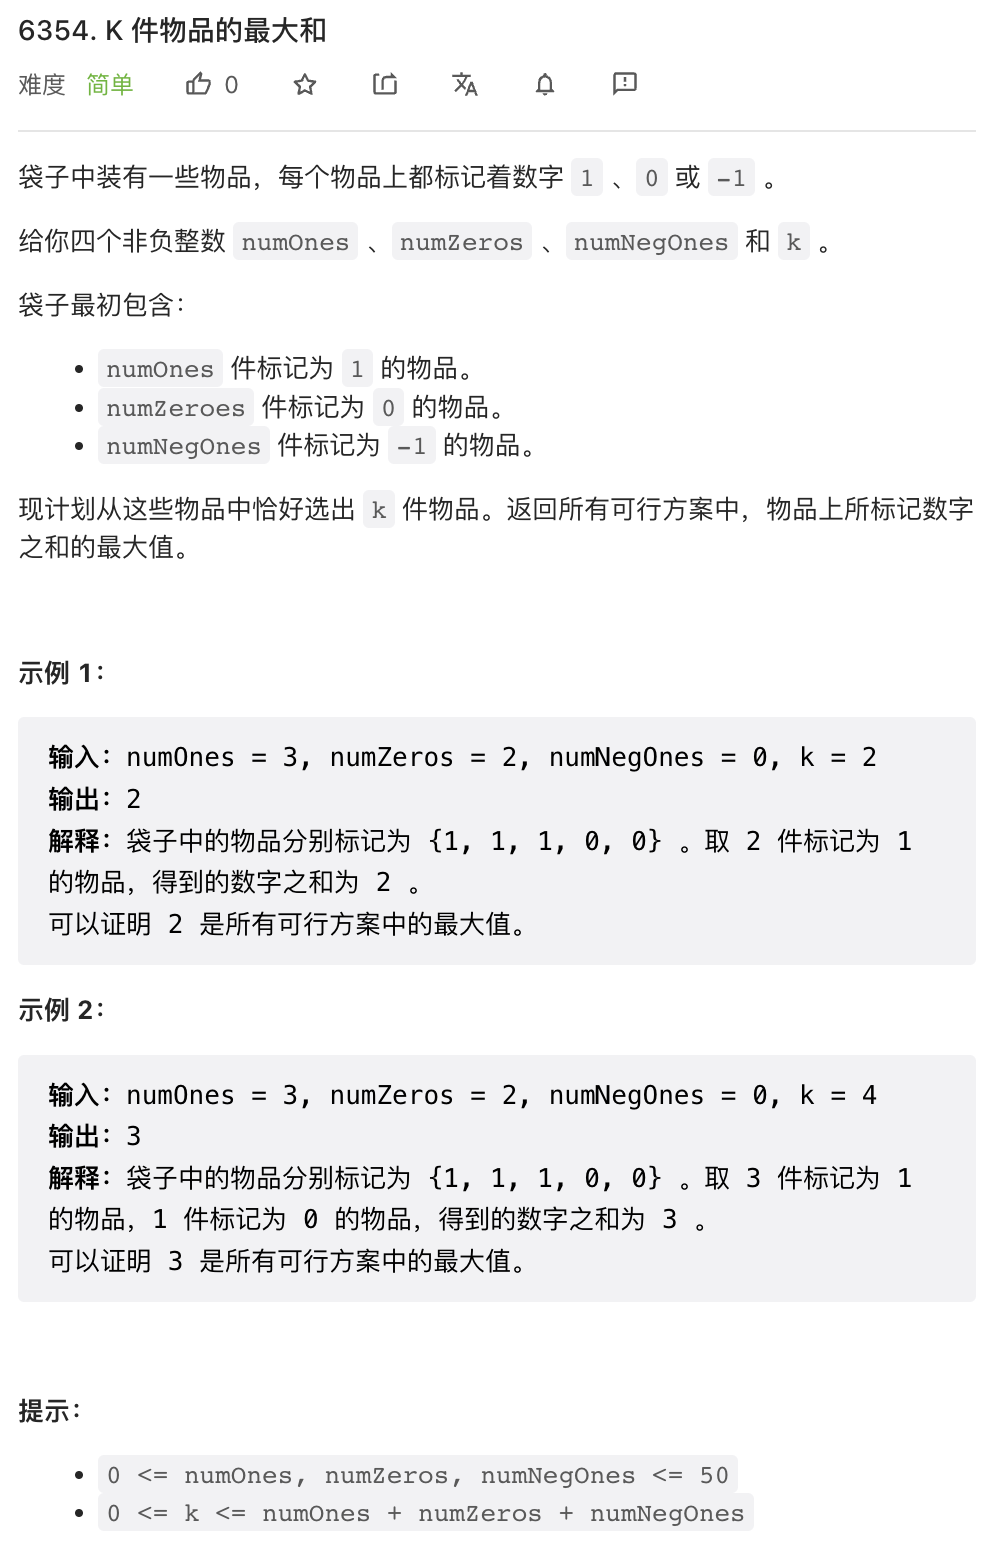 6354. K 件物品的最大和
难度 简单 0
袋子中装有一些物品，每个物品上都标记着数字 1 、0 或 -1 。
给你四个非负整数 numOnes 、numZeros 、numNegOnes 和 k 。
袋子最初包含：
• numOnes 件标记为 1 的物品。
• numZeroes 件标记为 0 的物品。
• numNegOnes 件标记为 -1 的物品。
现计划从这些物品中恰好选出 k 件物品。返回所有可行方案中，物品上所标记数字
之和的最大值。
示例 1：
输入：numOnes = 3, numZeros = 2, numNegOnes = 0, k = 2
输出：2
解释：袋子中的物品分别标记为 {1, 1, 1, 0, 0} 。取 2 件标记为 1
的物品，得到的数字之和为 2 。
可以证明 2 是所有可行方案中的最大值。
示例 2：
输入：numOnes = 3, numZeros = 2, numNegOnes = 0, k = 4
输出：3
解释：袋子中的物品分别标记为 {1, 1, 1, 0, 0} 。取 3 件标记为 1
的物品，1 件标记为 0 的物品，得到的数字之和为 3 。
可以证明 3 是所有可行方案中的最大值。
提示：
• 0 <= numOnes, numZeros, numNegOnes <= 50
• 0 <= k <= numOnes + numZeros + numNegOnes